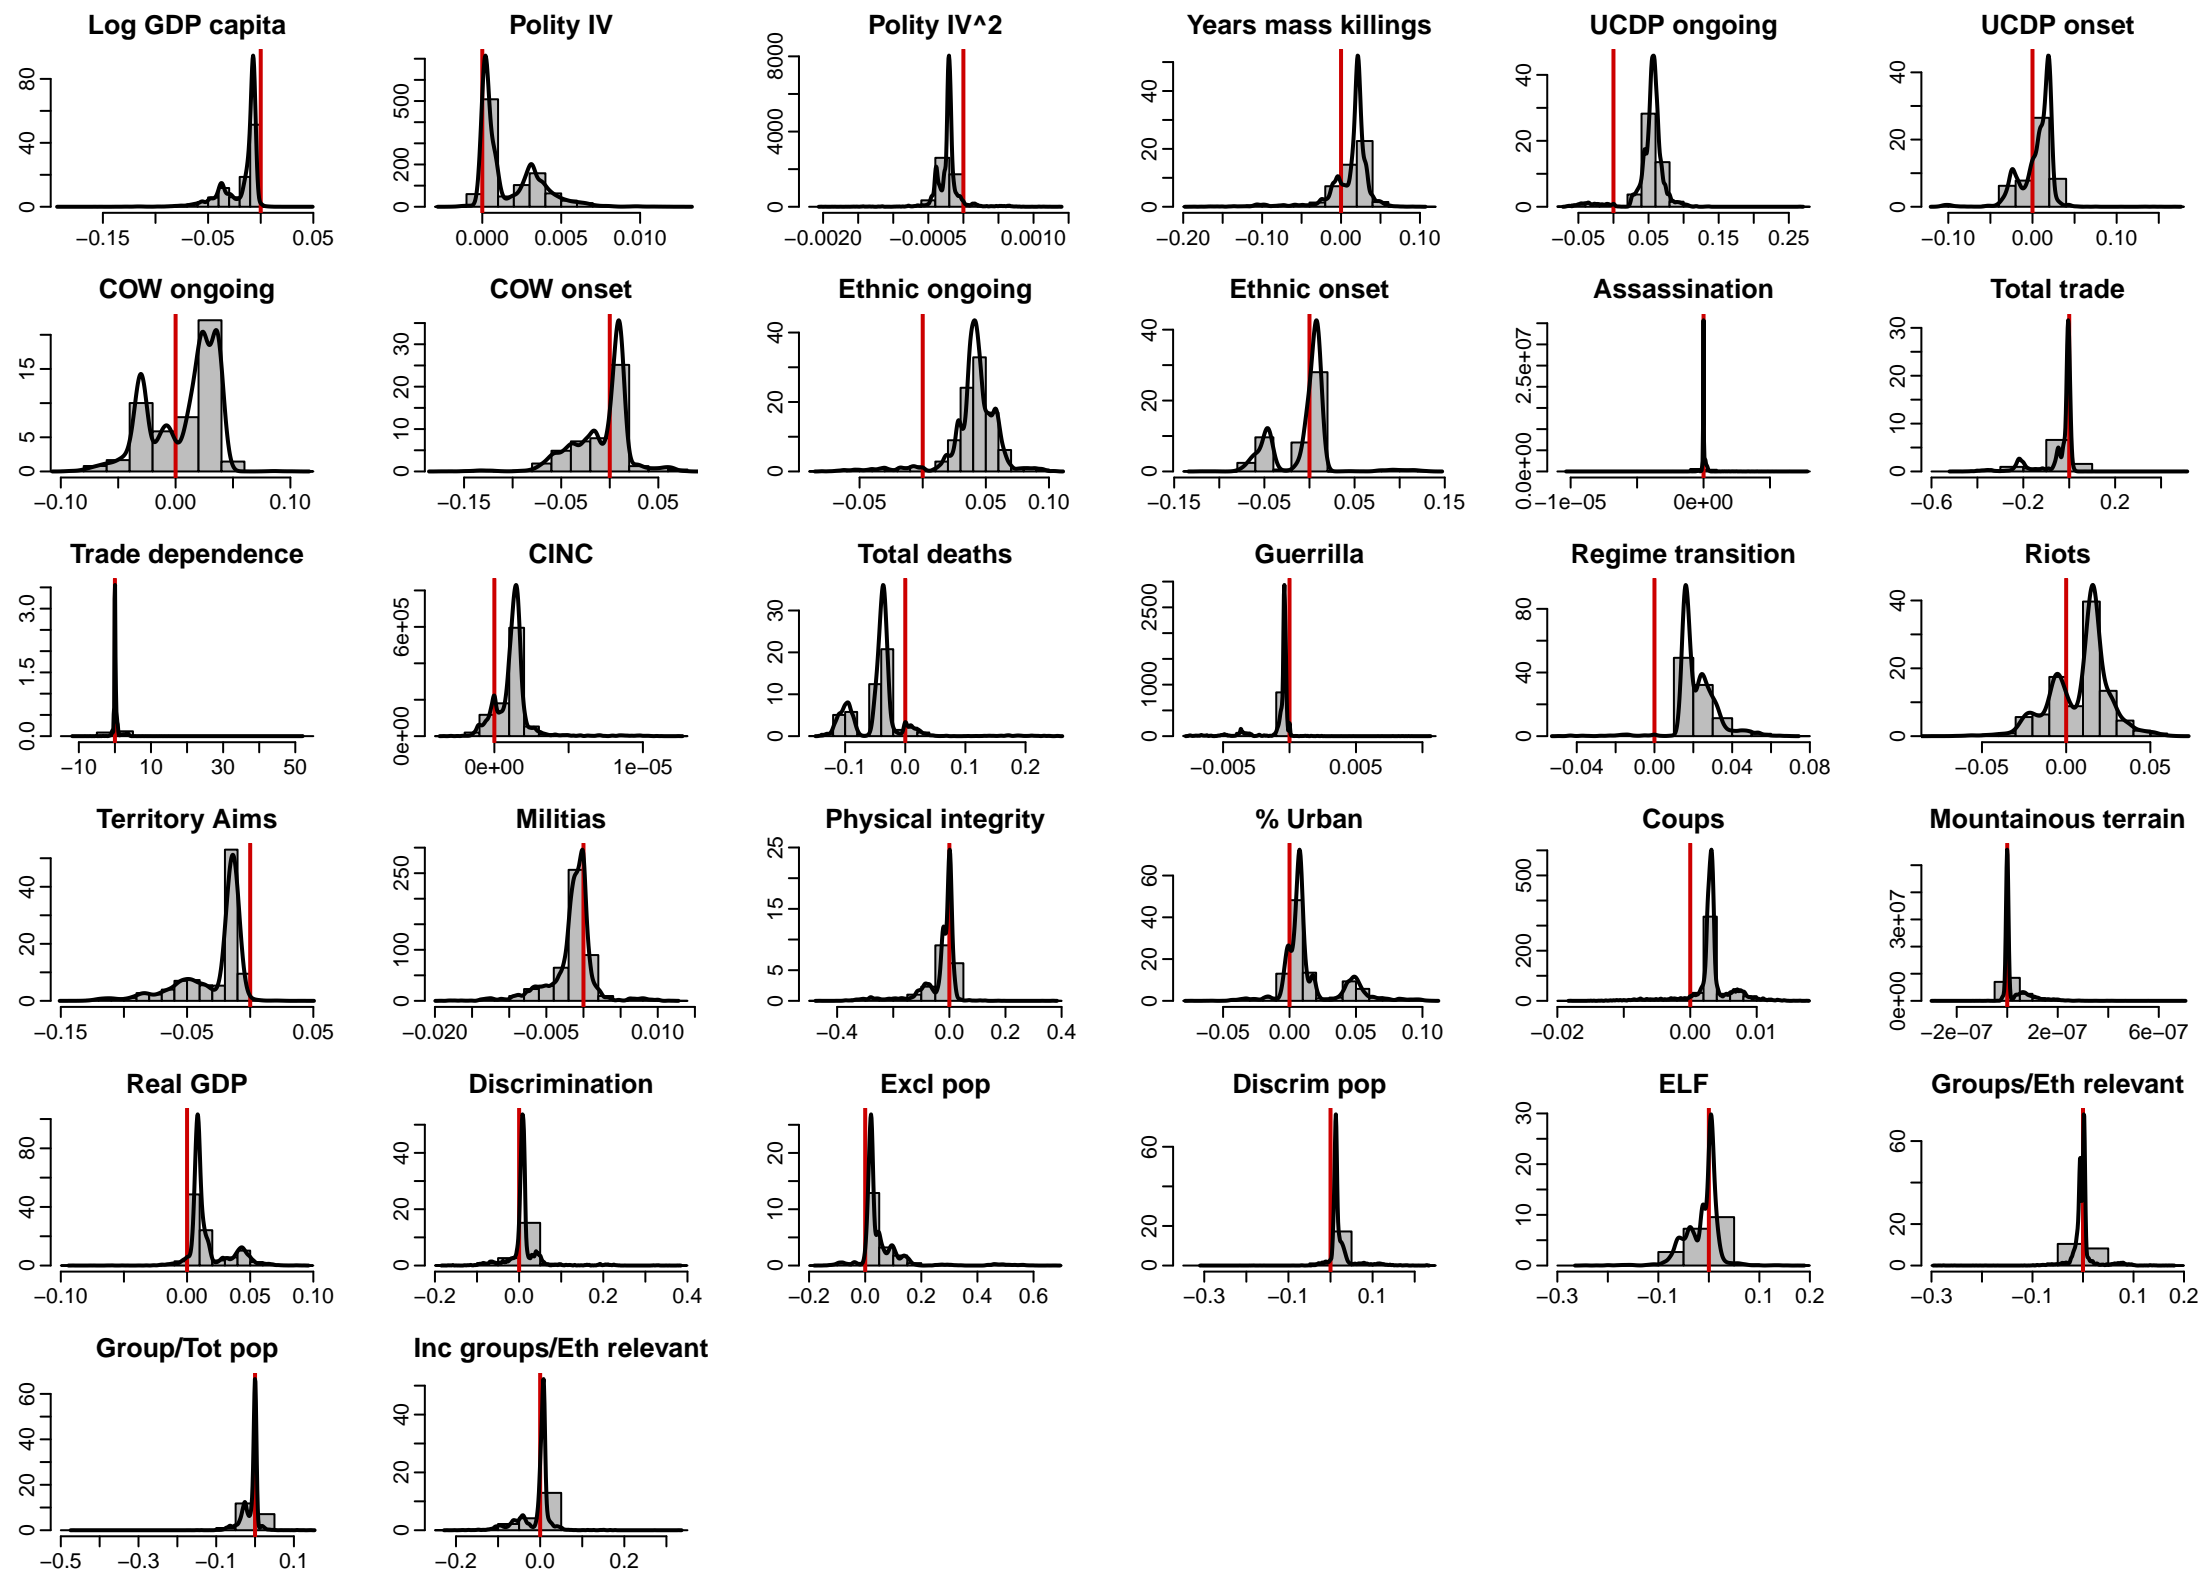 Log GDP capita
0 40 80
−0.15 −0.05 0.05
Polity IV
0 200 500
0.000 0.005 0.010
Polity IV^2
0 4000 8000
−0.0020 −0.0005 0.0010
Years mass killings
0 20 40
−0.20 −0.10 0.00 0.10
UCDP ongoing
0 20 40
−0.05 0.05 0.15 0.25
UCDP onset
0 20 40
−0.10 0.00 0.10
COW ongoing
0 5 15
−0.10 0.00 0.10
COW onset
0 10 20 30
−0.15 −0.05 0.05
Ethnic ongoing
0 20 40
−0.05 0.05 0.10
Ethnic onset
0 20 40
−0.15 −0.05 0.05 0.15
Assassination
0.0e+00 2.5e+07
−1e−05 0e+00
Total trade
0 10 20 30
−0.6 −0.2 0.2
Trade dependence
0.0 1.5 3.0
−10 10 30 50
CINC
0e+00 6e+05
0e+00 1e−05
Total deaths
0 10 20 30
−0.1 0.0 0.1 0.2
Guerrilla
0 1000 2500
−0.005 0.005
Regime transition
0 40 80
−0.04 0.00 0.04 0.08
Riots
0 20 40
−0.05 0.00 0.05
Territory Aims
0 20 40
−0.15 −0.05 0.05
Militias
0 100 250
−0.020 −0.005 0.010
Physical integrity
0 5 15 25
−0.4 0.0 0.4
% Urban
0 20 40 60
−0.05 0.00 0.05 0.10
Coups
0 200 500
−0.02 0.00 0.01
Mountainous terrain
0e+00 3e+07
−2e−07 2e−07 6e−07
Real GDP
0 40 80
−0.10 0.00 0.05 0.10
Discrimination
0 20 40
−0.2 0.0 0.2 0.4
Excl pop
0 10 20
−0.2 0.0 0.2 0.4 0.6
Discrim pop
0 20 60
−0.3 −0.1 0.1
ELF
0 10 20 30
−0.3 −0.1 0.1 0.2
Groups/Eth relevant
0 20 60
−0.3 −0.1 0.1 0.2
Group/Tot pop
0 20 40 60
−0.5 −0.3 −0.1 0.1
Inc groups/Eth relevant
0 20 40
−0.2 0.0 0.2